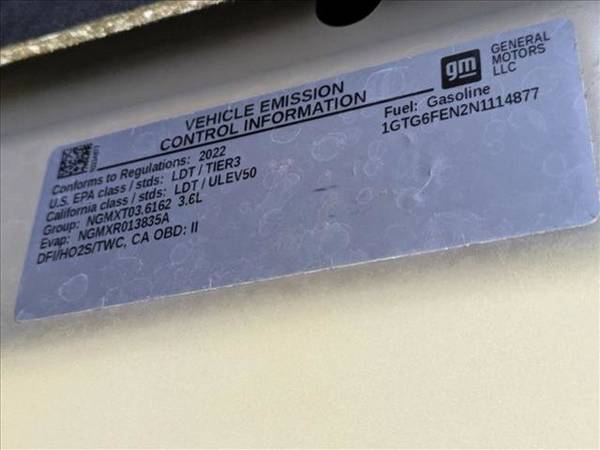 VEHICLE EMISSION
CONTROL INFORMATION
gm
GENERAL
MOTORS
LLC
Fuel: Gasoline
1GTG6FEN2N1114877
Conforms to Regulations: 2022
U.S. EPA class / stds: LDT / TIER3
California class / stds: LDT / ULEV50
Group: NGMXT03.6162 3.6L
Evap: NGMXR013835A
DFI/HO2S/TWC, CA OBD: II